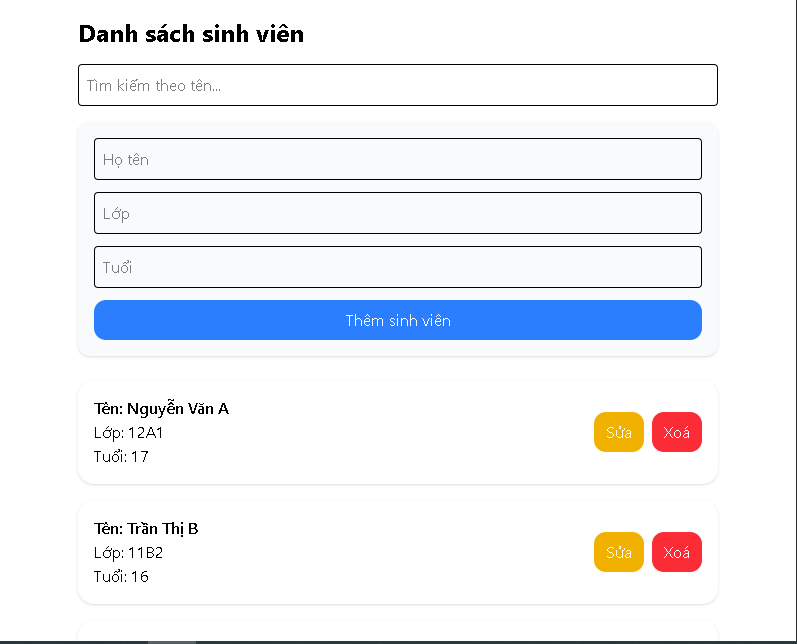 Danh sách sinh viên
Tìm kiếm theo tên...
Họ tên
Lớp
Tuổi
Thêm sinh viên
Tên: Nguyễn Văn A
Lớp: 12A1
Tuổi: 17
Sửa
Xoá
Tên: Trần Thị B
Lớp: 11B2
Tuổi: 16
Sửa
Xoá